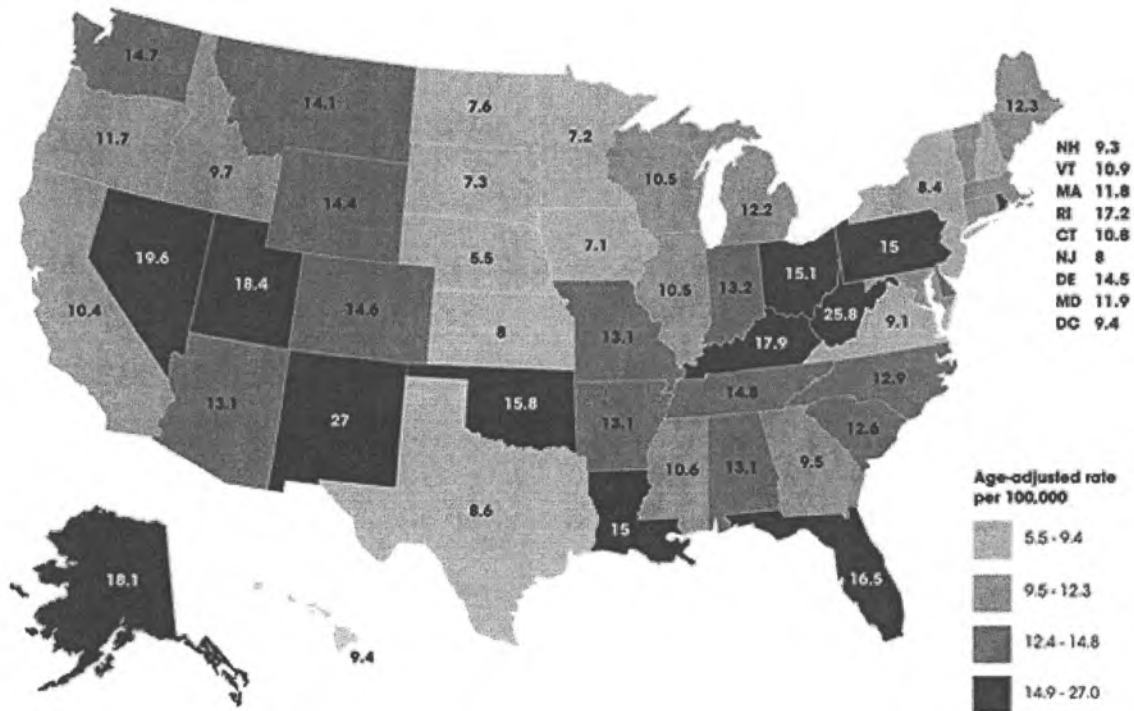 14.7
14.1
7.6
7.2
12.3
11.7
9.7
7.3
10.5
12.2
8.4
NH 9.3
VT 10.9
MA 11.8
RI 17.2
CT 10.8
NJ 8
DE 14.5
MD 11.9
DC 9.4
14.4
5.5
7.1
15
19.6
18.4
15.1
10.4
14.6
10.5
13.2
25.8
9.1
8
13.1
17.9
12.9
13.1
27
15.8
14.8
13.1
12.6
10.6
13.1
9.5
8.6
15
16.5
18.1
9.4
Age-adjusted rate
per 100,000
5.5 - 9.4
9.5 - 12.3
12.4 - 14.8
14.9 - 27.0